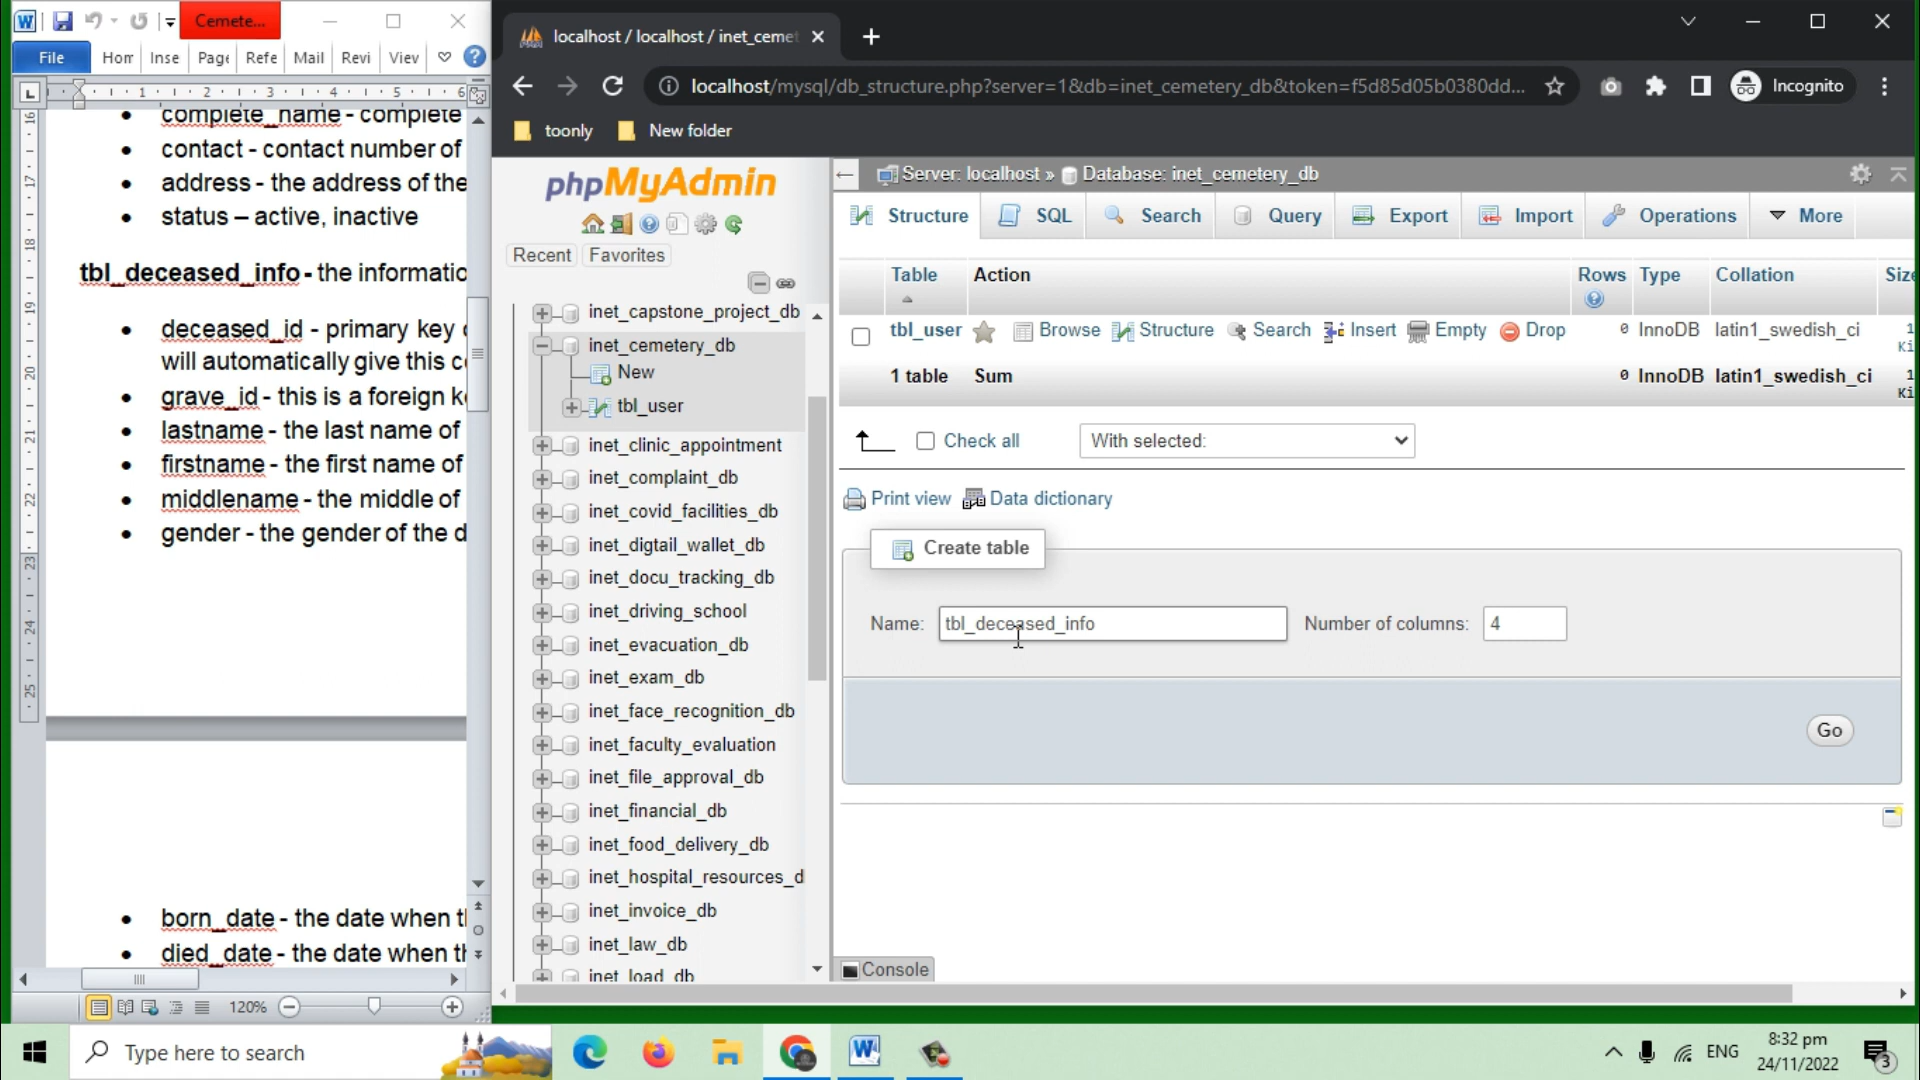 Cemete...
File
Hom
Inse
Page
Refe
Mail
Revi
View
complete_name - complete
contact - contact number of
address - the address of the
status – active, inactive
tbl_deceased_info - the informatio
deceased_id - primary key
will automatically give this c
grave_id - this is a foreign k
lastname - the last name of
firstname - the first name of
middlename - the middle of
gender - the gender of the d
born_date - the date when t
died_date - the date when th
120%
localhost / localhost / inet_cemet
localhost/mysql/db_structure.php?server=1&db=inet_cemetery_db&token=f5d85d05b0380dd...
Incognito
toonly
New folder
phpMyAdmin
Recent
Favorites
inet_capstone_project_db
inet_cemetery_db
New
tbl_user
inet_clinic_appointment
inet_complaint_db
inet_covid_facilities_db
inet_digtail_wallet_db
inet_docu_tracking_db
inet_driving_school
inet_evacuation_db
inet_exam_db
inet_face_recognition_db
inet_faculty_evaluation
inet_file_approval_db
inet_financial_db
inet_food_delivery_db
inet_hospital_resources_d
inet_invoice_db
inet_law_db
inet_load_db
Server: localhost » Database: inet_cemetery_db
Structure SQL Search Query Export Import Operations More
Table Action Rows Type Collation Size
tbl_user Browse Structure Search Insert Empty Drop 0 InnoDB latin1_swedish_ci 1
Ki
1 table Sum 0 InnoDB latin1_swedish_ci 1
Ki
Check all With selected:
Print view Data dictionary
Create table
Name: tbl_deceased_info Number of columns: 4
Go
Console
Type here to search
ENG
8:32 pm
24/11/2022
3